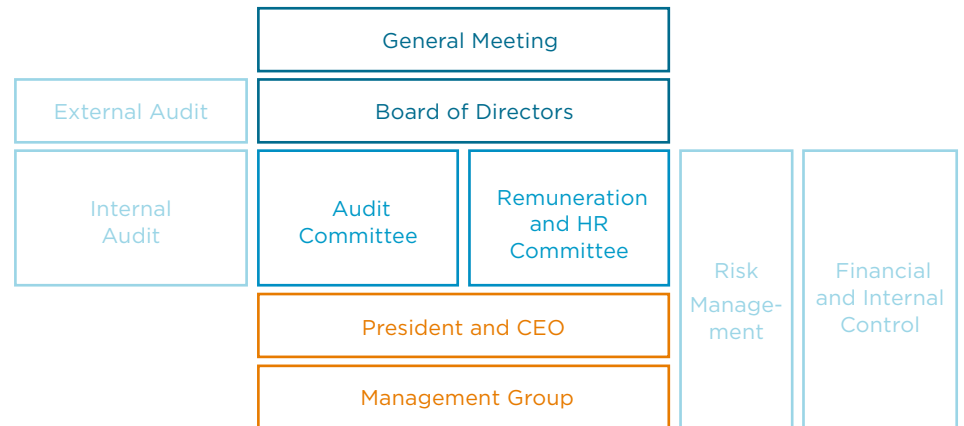 General Meeting
External Audit
Board of Directors
Internal
Audit
Audit
Committee
Remuneration
and HR
Committee
Risk
Manage-
ment
Financial
and Internal
Control
President and CEO
Management Group